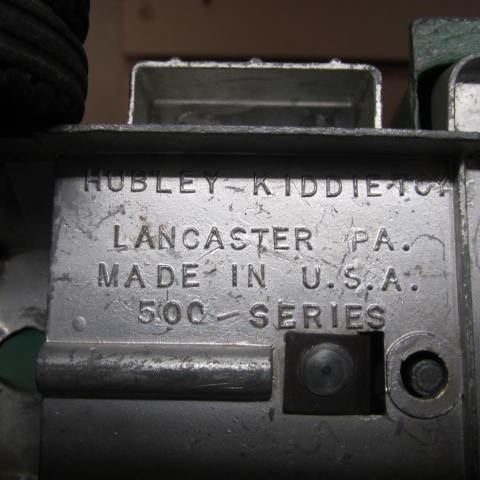 HUBLEY KIDDIE-TOY
LANCASTER PA.
MADE IN U.S.A.
500-SERIES